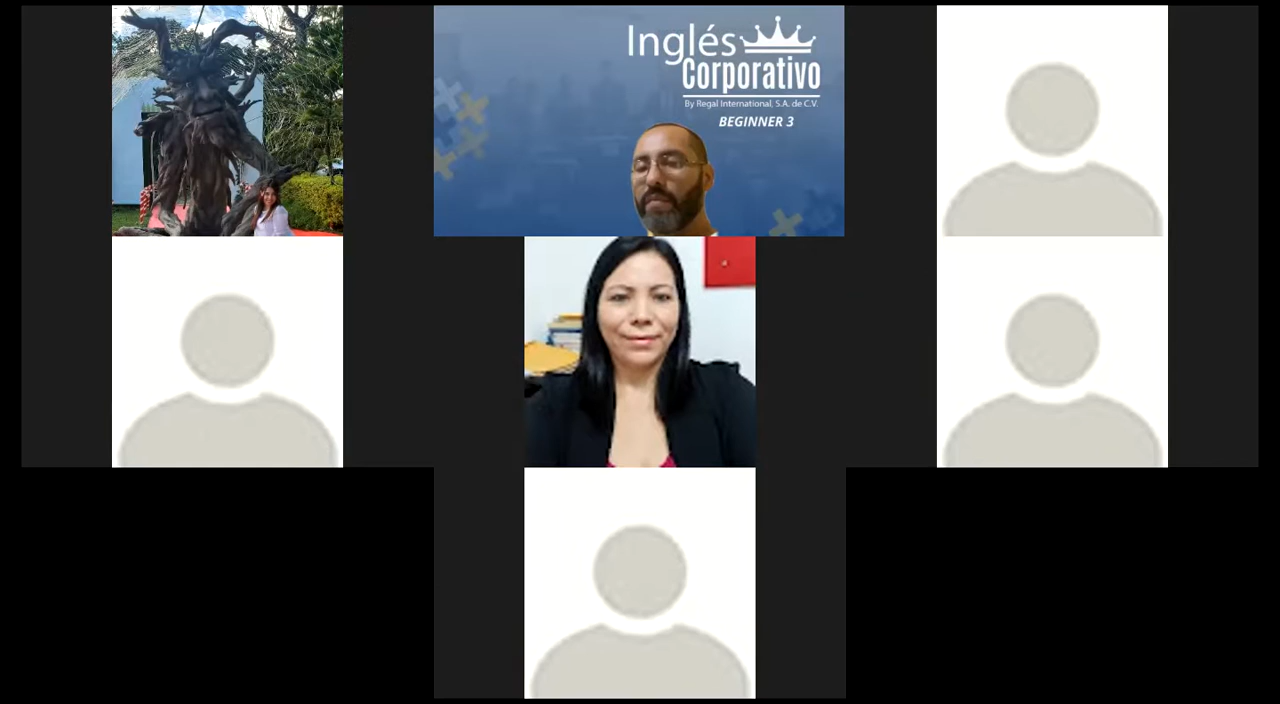 Inglés
Corporativo
By Regal International, S.A. de C.V.
BEGINNER 3